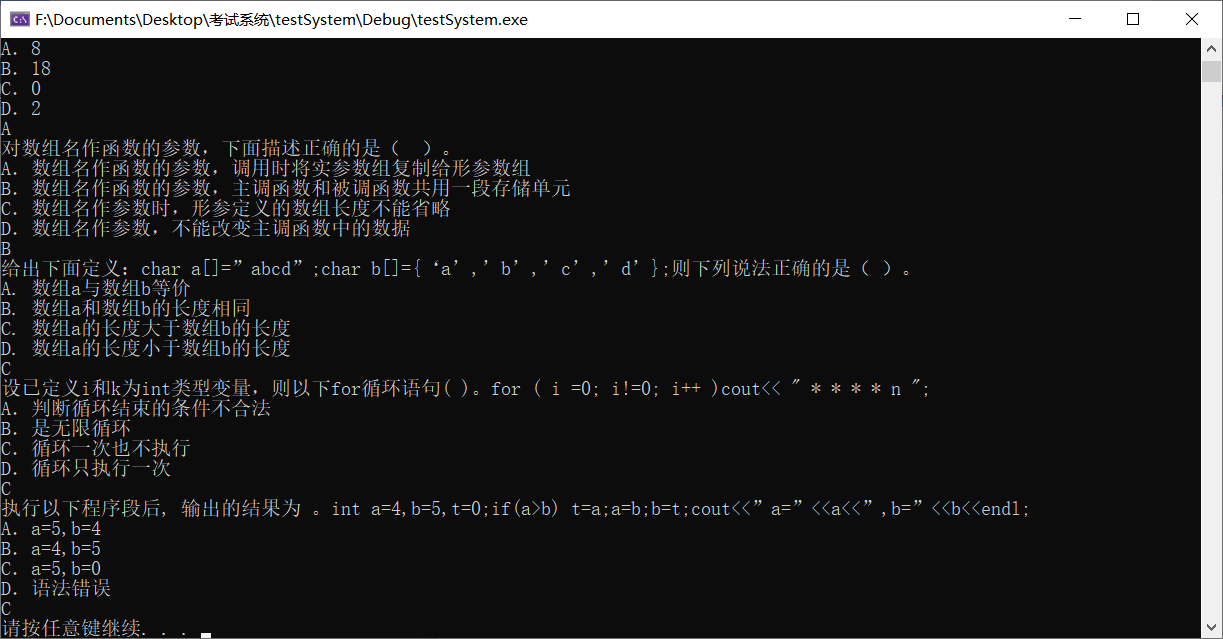 F:\Documents\Desktop\考试系统\testSystem\Debug\testSystem.exe
A. 8
B. 18
C. 0
D. 2
A
对数组名作函数的参数，下面描述正确的是（　）。
A. 数组名作函数的参数，调用时将实参数组复制给形参数组
B. 数组名作函数的参数，主调函数和被调函数共用一段存储单元
C. 数组名作参数时，形参定义的数组长度不能省略
D. 数组名作参数，不能改变主调函数中的数据
B
给出下面定义：char a[]=”abcd”;char b[]={‘a’,’b’,’c’,’d’};则下列说法正确的是（ ）。
A. 数组a与数组b等价
B. 数组a和数组b的长度相同
C. 数组a的长度大于数组b的长度
D. 数组a的长度小于数组b的长度
C
设已定义i和k为int类型变量，则以下for循环语句( )。for ( i =0; i!=0; i++ )cout<< " * * * * n ";
A. 判断循环结束的条件不合法
B. 是无限循环
C. 循环一次也不执行
D. 循环只执行一次
C
执行以下程序段后, 输出的结果为 。int a=4,b=5,t=0;if(a>b) t=a;a=b;b=t;cout<<”a=”<<a<<”,b=”<<b<<endl;
A. a=5,b=4
B. a=4,b=5
C. a=5,b=0
D. 语法错误
C
请按任意键继续. . .